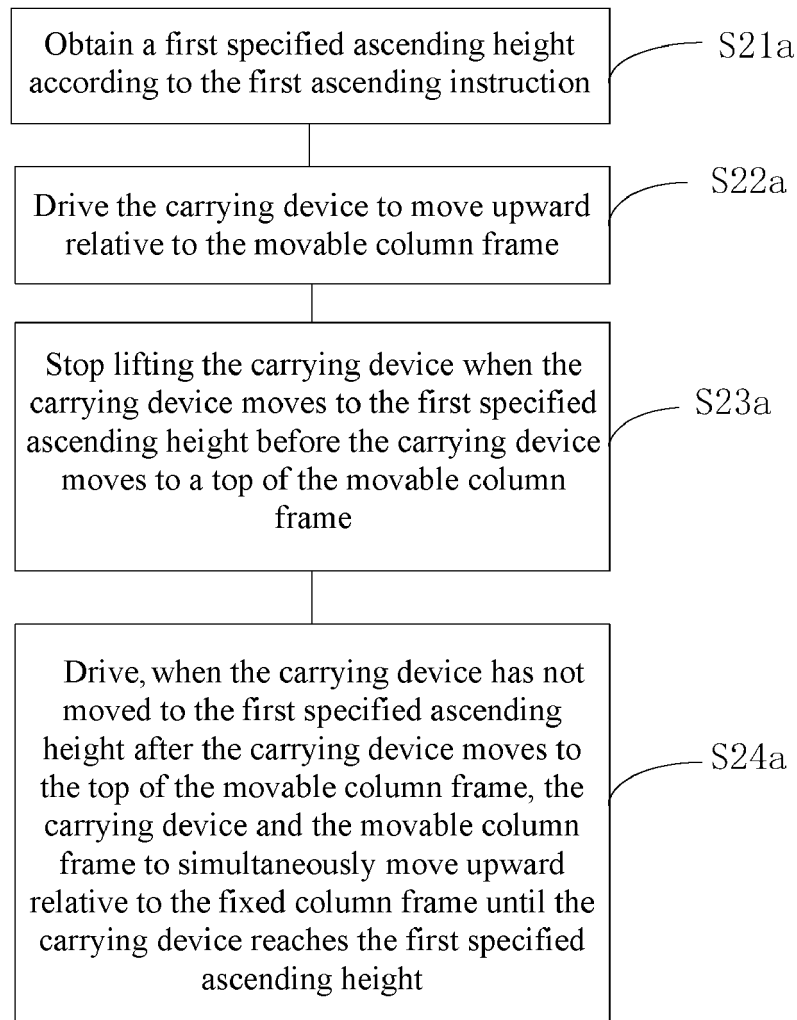 Obtain a first specified ascending height
according to the first ascending instruction
S21a
Drive the carrying device to move upward
relative to the movable column frame
S22a
Stop lifting the carrying device when the
carrying device moves to the first specified
ascending height before the carrying device
moves to a top of the movable column
frame
S23a
Drive, when the carrying device has not
moved to the first specified ascending
height after the carrying device moves to
the top of the movable column frame, the
carrying device and the movable column
frame to simultaneously move upward
relative to the fixed column frame until the
carrying device reaches the first specified
ascending height
S24a